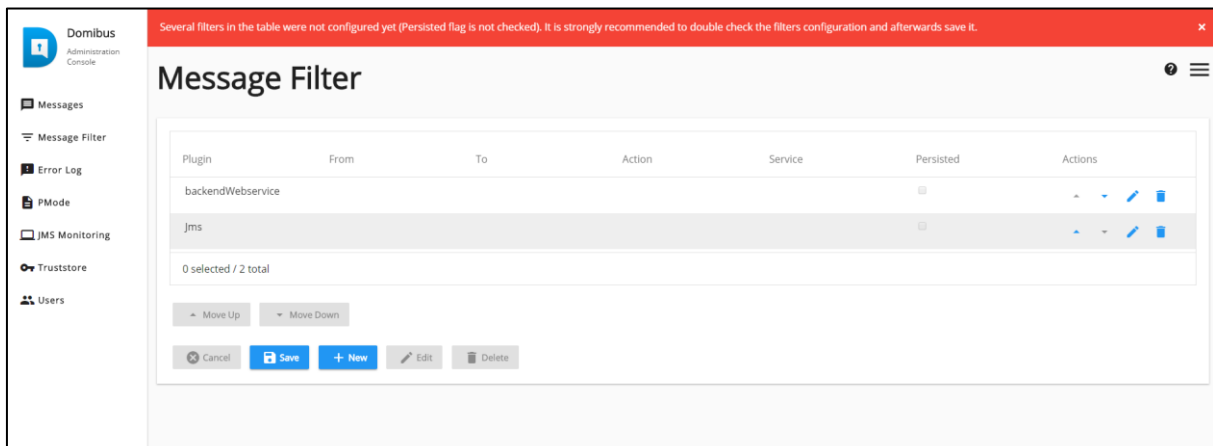 Domibus
Administration
Console
Messages
Message Filter
Error Log
PMode
JMS Monitoring
Truststore
Users
Several filters in the table were not configured yet (Persisted flag is not checked). It is strongly recommended to double check the filters configuration and afterwards save it.
Message Filter
Plugin From To Action Service Persisted Actions
backendWebservice
Jms
0 selected / 2 total
Move Up Move Down
Cancel Save + New Edit Delete